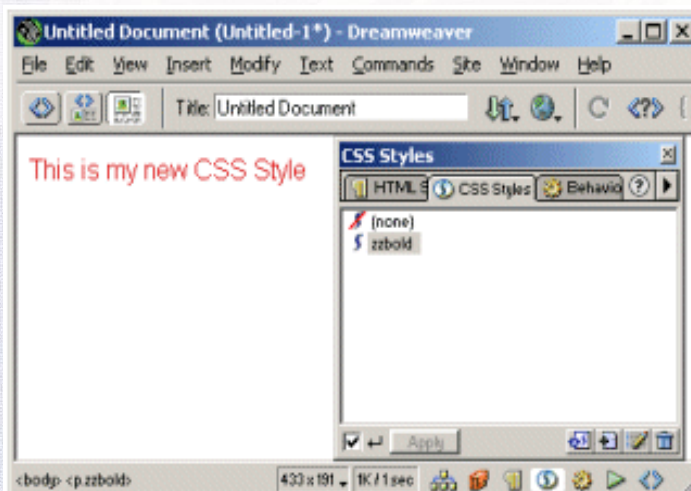 Untitled Document (Untitled-1*) - Dreamweaver
File Edit View Insert Modify Text Commands Site Window Help
Title: Untitled Document
This is my new CSS Style
CSS Styles
HTML S CSS Styles Behavio
(none)
zzbold
Apply
<body> <p.zzbold>
433 x 191 1K / 1 sec